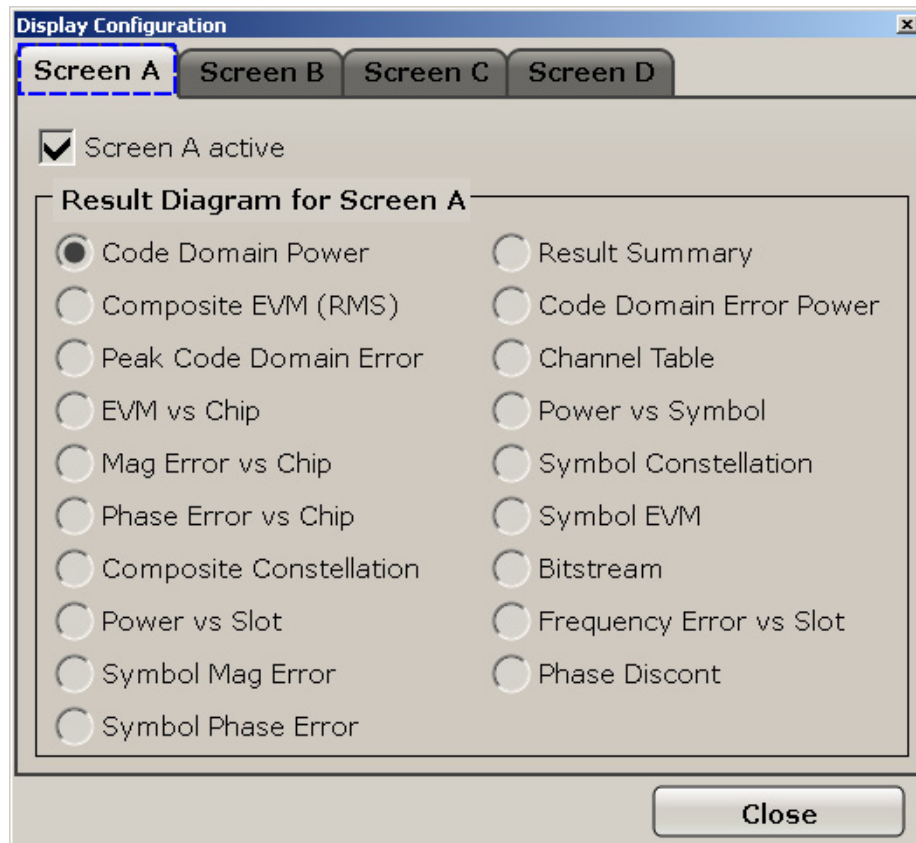 Display Configuration
Screen A Screen B Screen C Screen D
Screen A active
Result Diagram for Screen A
Code Domain Power
Composite EVM (RMS)
Peak Code Domain Error
EVM vs Chip
Mag Error vs Chip
Phase Error vs Chip
Composite Constellation
Power vs Slot
Symbol Mag Error
Symbol Phase Error
Result Summary
Code Domain Error Power
Channel Table
Power vs Symbol
Symbol Constellation
Symbol EVM
Bitstream
Frequency Error vs Slot
Phase Discont
Close